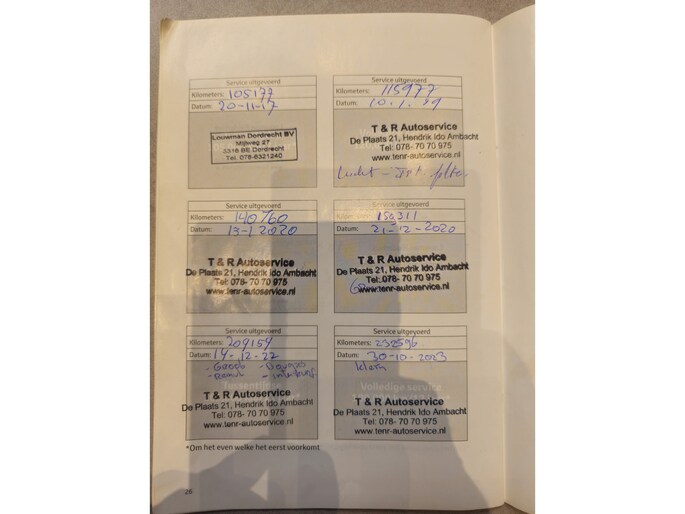 Service uitgevoerd
Kilometers: 105177
Datum: 20-11-17
Louwman Dordrecht BV
Mijlweg 27
3316 BE Dordrecht
Tel. 078-6321240
Service uitgevoerd
Kilometers: 115977
Datum: 10.1.
T & R Autoservice
De Plaats 21, Hendrik Ido Ambacht
Tel: 078- 70 70 975
www.tenr-autoservice.nl
Service uitgevoerd
Kilometers: 140760
Datum: 13-1 2020
T & R Autoservice
De Plaats 21, Hendrik Ido Ambacht
Tel: 078- 70 70 975
www.tenr-autoservice.nl
Service uitgevoerd
Kilometers: 159311
Datum: 21-12-2020
T & R Autoservice
De Plaats 21, Hendrik Ido Ambacht
Tel: 078- 70 70 975
www.tenr-autoservice.nl
Service uitgevoerd
Kilometers: 209154
Datum: 14-12-22
Tussentijdse
T & R Autoservice
De Plaats 21, Hendrik Ido Ambacht
Tel: 078- 70 70 975
www.tenr-autoservice.nl
Service uitgevoerd
Kilometers: 232596
Datum: 30-10-2023
klein
Volledige service
T & R Autoservice
De Plaats 21, Hendrik Ido Ambacht
Tel: 078- 70 70 975
www.tenr-autoservice.nl
*Om het even welke het eerst voorkomt
26